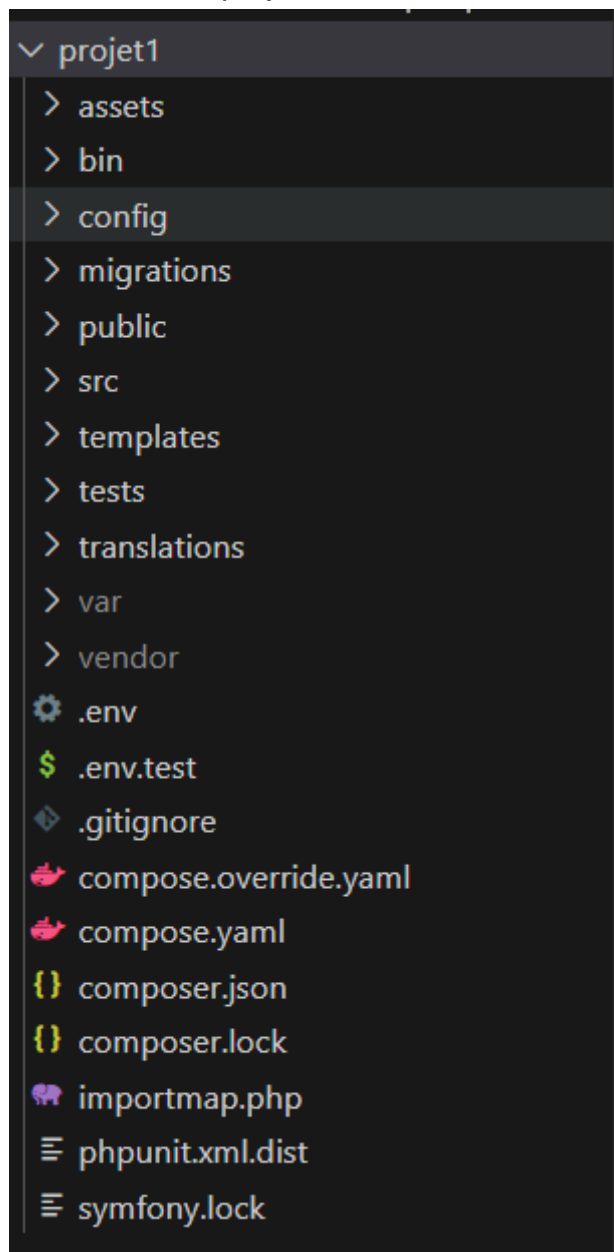 projet1
assets
bin
config
migrations
public
src
templates
tests
translations
var
vendor
.env
$ .env.test
.gitignore
compose.override.yaml
compose.yaml
{} composer.json
{} composer.lock
importmap.php
phpunit.xml.dist
symfony.lock